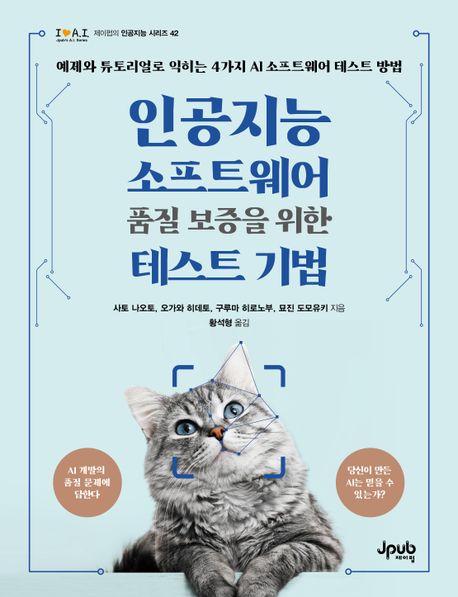 I ♥ A.I. 제이펍의 인공지능 시리즈 42
Jpub's A.I. Series
예제와 튜토리얼로 익히는 4가지 AI 소프트웨어 테스트 방법
인공지능
소프트웨어
품질 보증을 위한
테스트 기법
사토 나오토, 오가와 히데토, 구루마 히로노부, 묘진 도모유키 지음
황석형 옮김
AI 개발의
품질 문제에
답한다
당신이 만든
AI는 믿을 수
있는가?
Jpub
제이펍